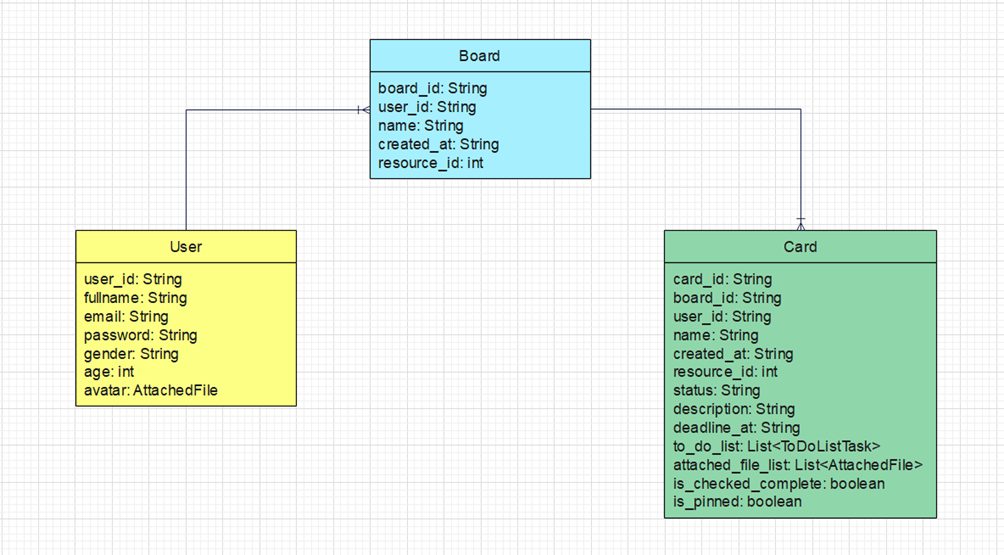 Board
board_id: String
user_id: String
name: String
created_at: String
resource_id: int
User
user_id: String
fullname: String
email: String
password: String
gender: String
age: int
avatar: AttachedFile
Card
card_id: String
board_id: String
user_id: String
name: String
created_at: String
resource_id: int
status: String
description: String
deadline_at: String
to_do_list: List<ToDoListTask>
attached_file_list: List<AttachedFile>
is_checked_complete: boolean
is_pinned: boolean